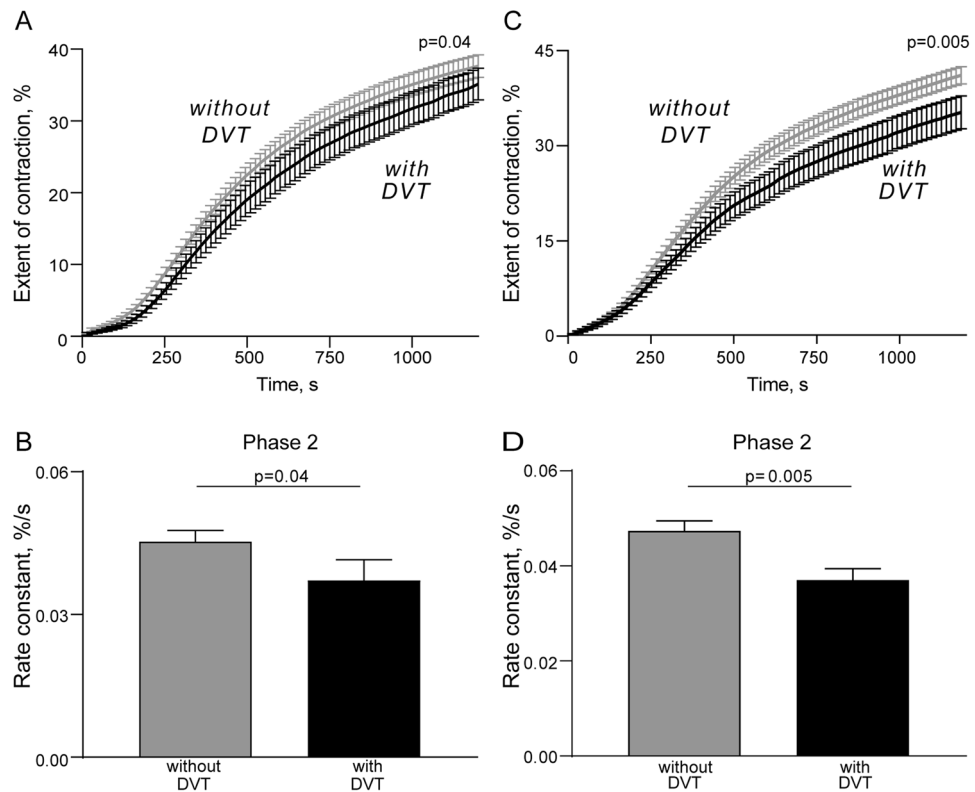 A
p=0.04
40
30
20
10
0
Extent of contraction, %
without
DVT
with
DVT
0 250 500 750 1000
Time, s
C
p=0.005
45
30
15
0
Extent of contraction, %
without
DVT
with
DVT
0 250 500 750 1000
Time, s
B
Phase 2
p=0.04
0.06
0.03
0.00
Rate constant, %/s
without
DVT
with
DVT
D
Phase 2
p= 0.005
0.06
0.04
0.02
0.00
Rate constant, %/s
without
DVT
with
DVT